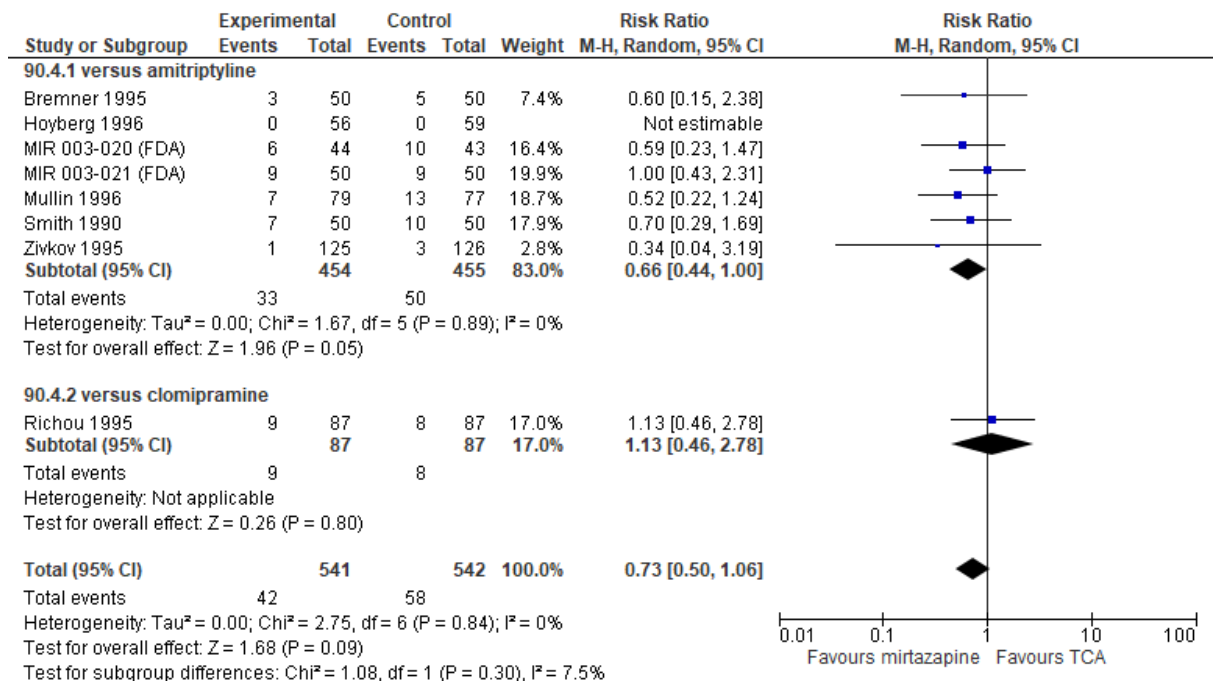 Experimental Control Risk Ratio Risk Ratio
Study or Subgroup Events Total Events Total Weight M-H, Random, 95% CI M-H, Random, 95% CI
90.4.1 versus amitriptyline
Bremner 1995 3 50 5 50 7.4% 0.60 [0.15, 2.38]
Hoyberg 1996 0 56 0 59 Not estimable
MIR 003-020 (FDA) 6 44 10 43 16.4% 0.59 [0.23, 1.47]
MIR 003-021 (FDA) 9 50 9 50 19.9% 1.00 [0.43, 2.31]
Mullin 1996 7 79 13 77 18.7% 0.52 [0.22, 1.24]
Smith 1990 7 50 10 50 17.9% 0.70 [0.29, 1.69]
Zivkov 1995 1 125 3 126 2.8% 0.34 [0.04, 3.19]
Subtotal (95% CI) 454 455 83.0% 0.66 [0.44, 1.00]
Total events 33 50
Heterogeneity: Tau² = 0.00; Chi² = 1.67, df = 5 (P = 0.89); I² = 0%
Test for overall effect: Z = 1.96 (P = 0.05)
90.4.2 versus clomipramine
Richou 1995 9 87 8 87 17.0% 1.13 [0.46, 2.78]
Subtotal (95% CI) 87 87 17.0% 1.13 [0.46, 2.78]
Total events 9 8
Heterogeneity: Not applicable
Test for overall effect: Z = 0.26 (P = 0.80)
Total (95% CI) 541 542 100.0% 0.73 [0.50, 1.06]
Total events 42 58
Heterogeneity: Tau² = 0.00; Chi² = 2.75, df = 6 (P = 0.84); I² = 0%
Test for overall effect: Z = 1.68 (P = 0.09)
Test for subgroup differences: Chi² = 1.08, df = 1 (P = 0.30), I² = 7.5%
0.01 0.1 1 10 100
Favours mirtazapine Favours TCA